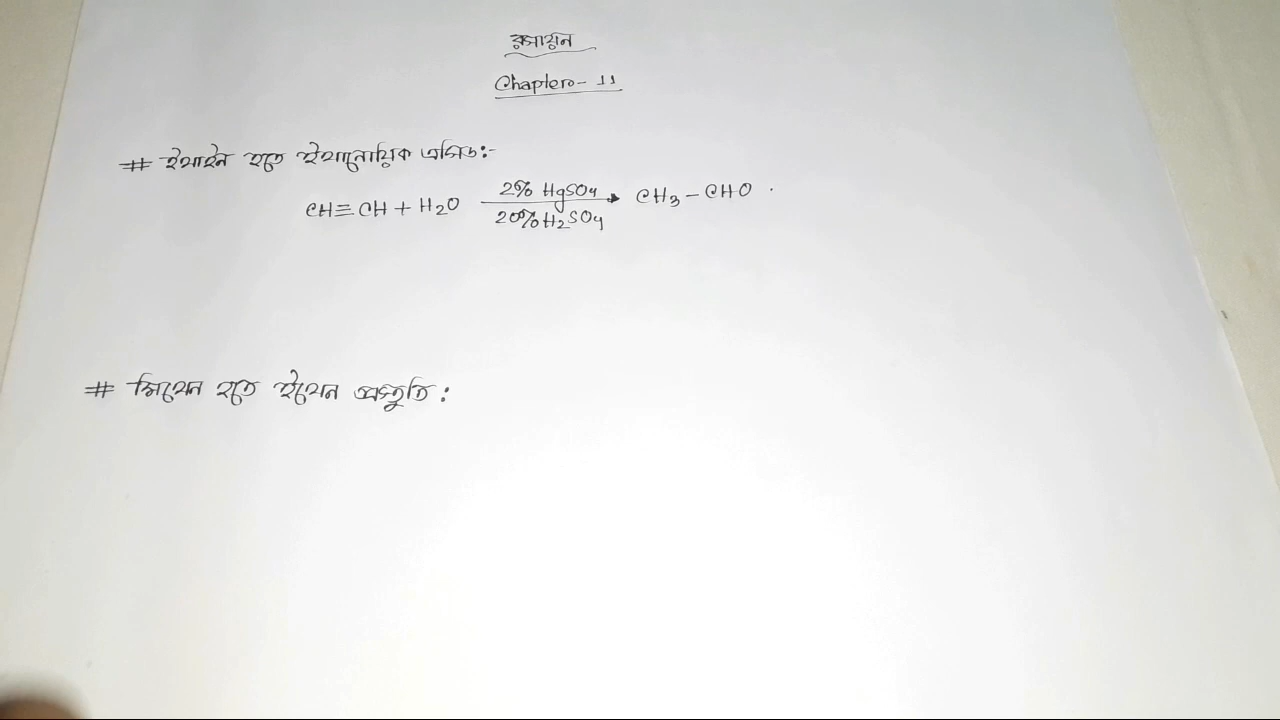 রসায়ন
Chapter - 11
# ইথাইন হতে ইথানোয়িক এসিড:-
CH≡CH + H₂O 2% HgSO₄ / 20% H₂SO₄ → CH₃ - CHO
# মিথেন হতে ইথেন প্রস্তুতি :